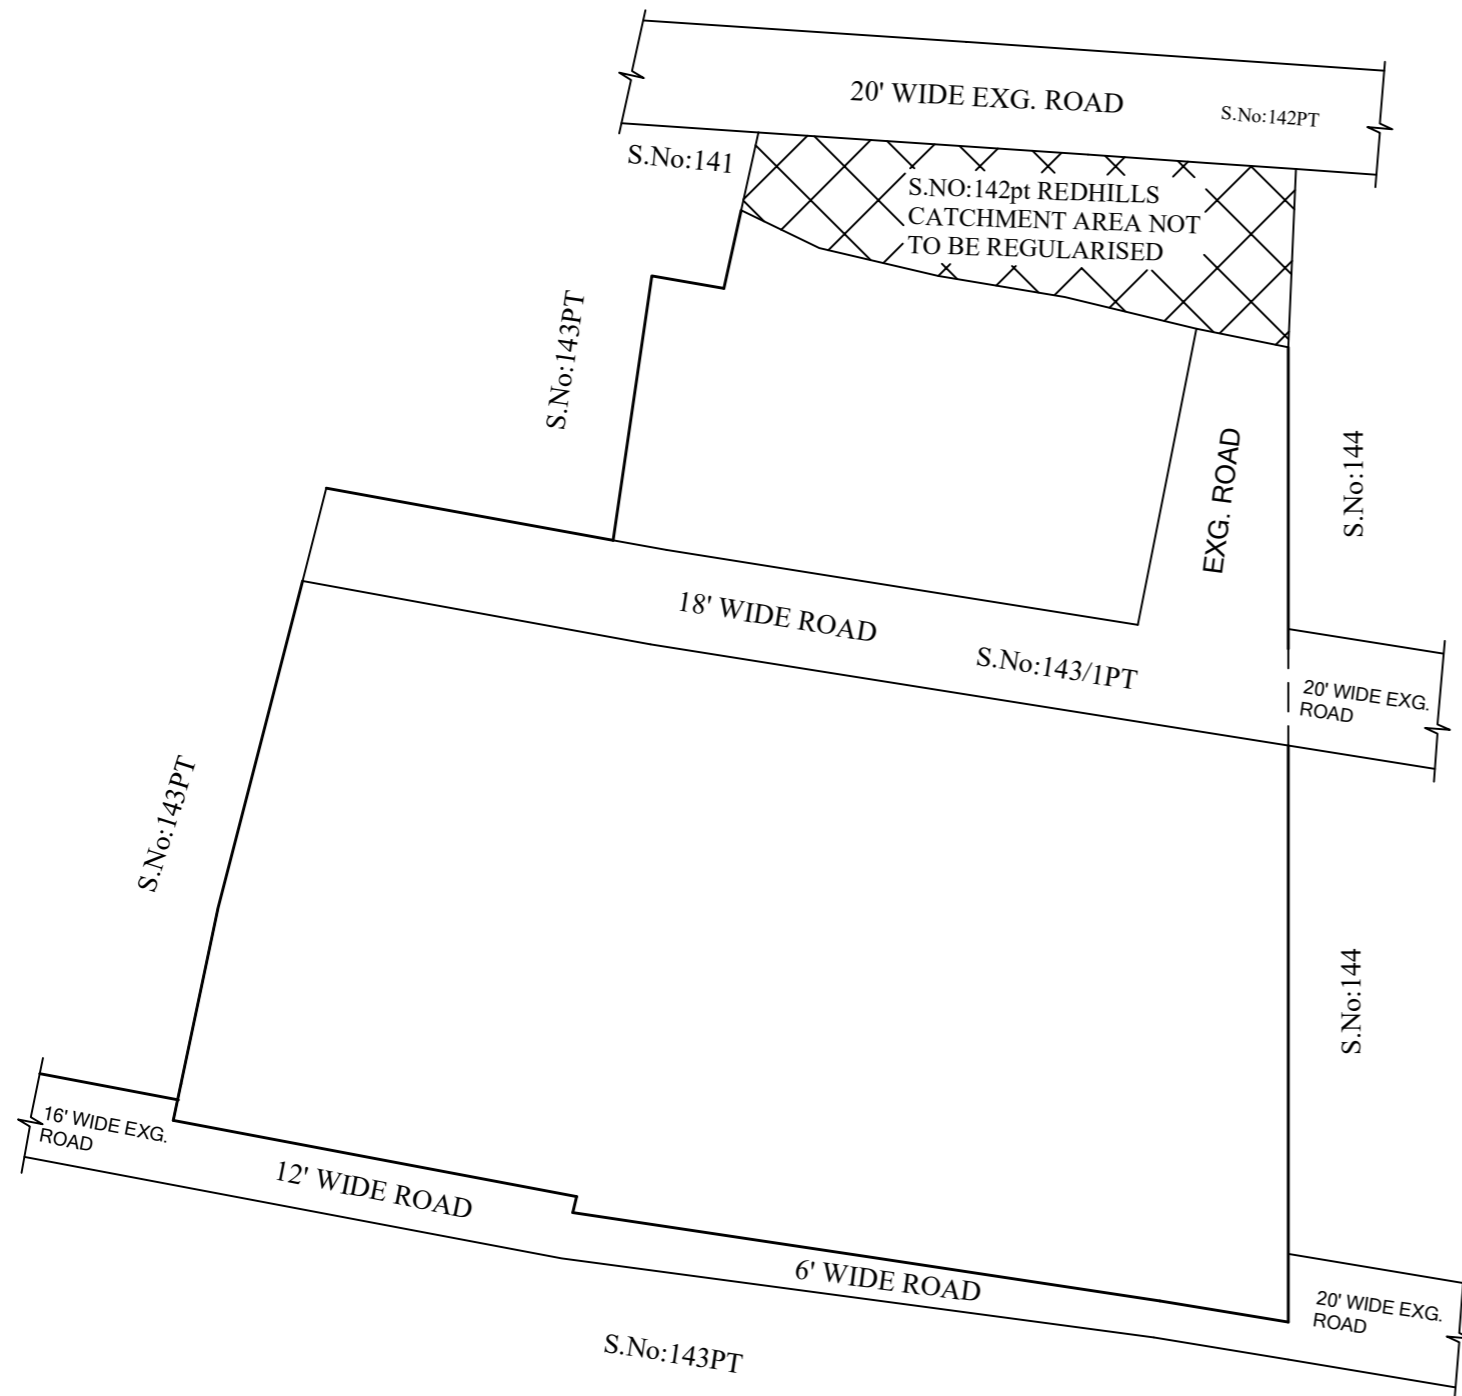 20' WIDE EXG. ROAD
S.No:142PT
S.No:141
S.NO:142pt REDHILLS
CATCHMENT AREA NOT
TO BE REGULARISED
S.No:143PT
EXG. ROAD
S.No:144
18' WIDE ROAD
S.No:143/1PT
20' WIDE EXG.
ROAD
S.No:143PT
S.No:144
16' WIDE EXG.
ROAD
12' WIDE ROAD
6' WIDE ROAD
20' WIDE EXG.
ROAD
S.No:143PT